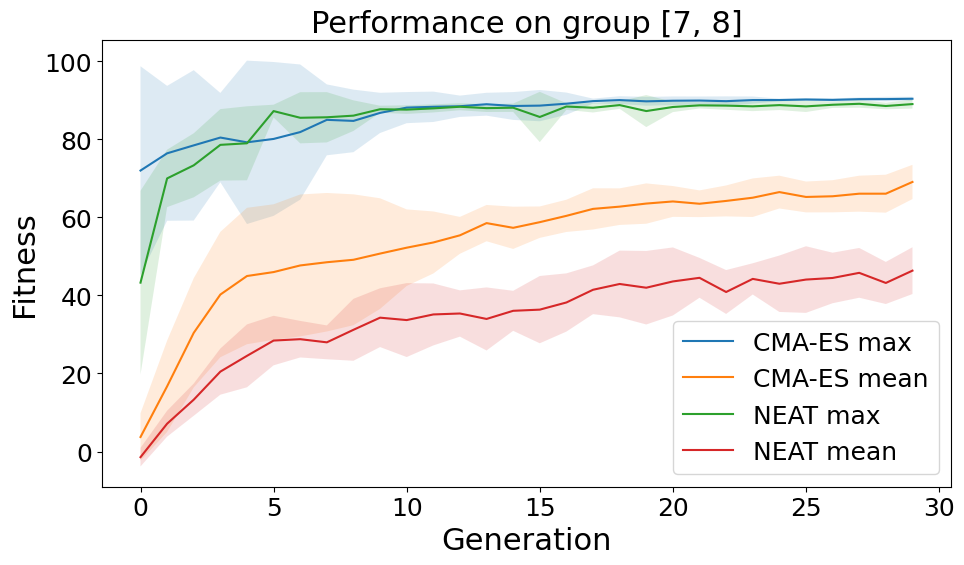 Performance on group [7, 8]
Fitness
100
80
60
40
20
0
0 5 10 15 20 25 30
Generation
CMA-ES max
CMA-ES mean
NEAT max
NEAT mean